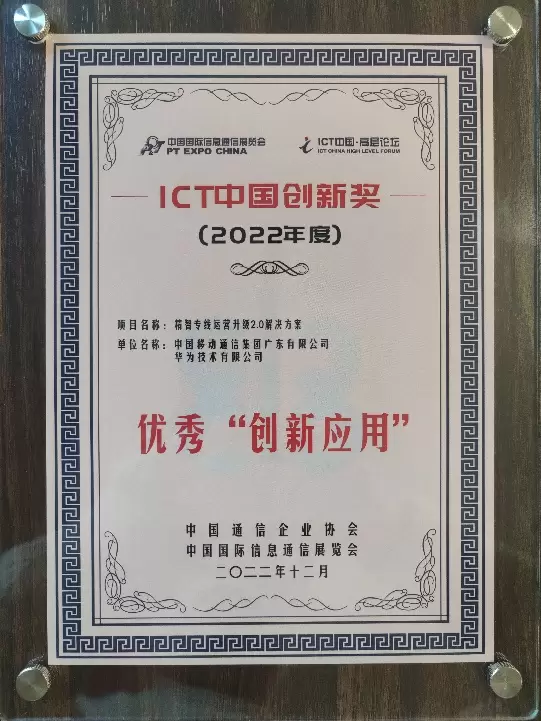 中国国际信息通信展览会
PT EXPO CHINA
ICT中国·高层论坛
ICT CHINA HIGH LEVEL FORUM
ICT中国创新奖
(2022年度)
项目名称：精智专线运营升级2.0解决方案
单位名称：中国移动通信集团广东有限公司
华为技术有限公司
优秀“创新应用”
中国通信企业协会
中国国际信息通信展览会
二〇二二年十二月